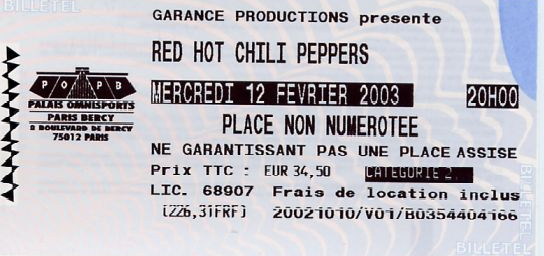 BILLETEL
GARANCE PRODUCTIONS presente
RED HOT CHILI PEPPERS
POPB
PALAIS OMNISPORTS
PARIS BERCY
8 BOULEVARD DE BERCY
75012 PARIS
MERCREDI 12 FEVRIER 2003 20H00
PLACE NON NUMEROTEE
NE GARANTISSANT PAS UNE PLACE ASSISE
Prix TTC : EUR 34,50 CATEGORIE 2
LIC. 68907 Frais de location inclus
(226,31FRF) 20021010/V01/B0354404166
BILLETEL
BILLETEL